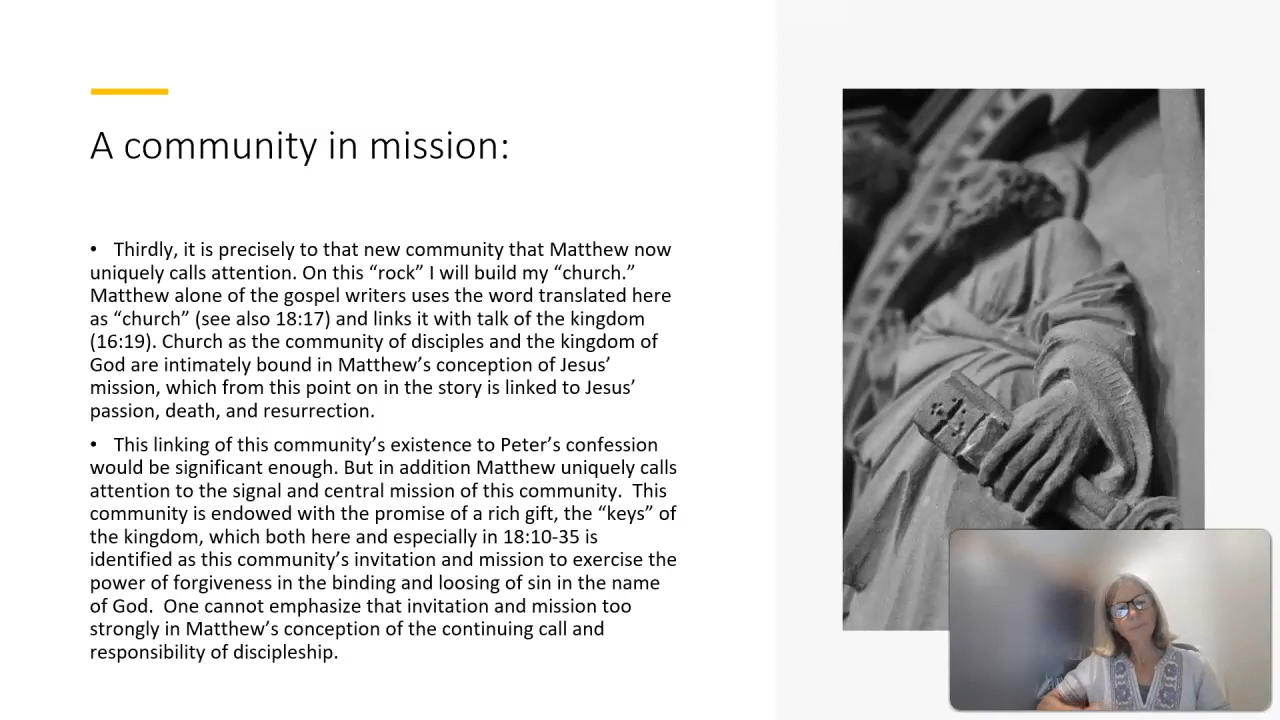 A community in mission:
• Thirdly, it is precisely to that new community that Matthew now
uniquely calls attention. On this “rock” I will build my “church.”
Matthew alone of the gospel writers uses the word translated here
as “church” (see also 18:17) and links it with talk of the kingdom
(16:19). Church as the community of disciples and the kingdom of
God are intimately bound in Matthew’s conception of Jesus’
mission, which from this point on in the story is linked to Jesus’
passion, death, and resurrection.
• This linking of this community’s existence to Peter’s confession
would be significant enough. But in addition Matthew uniquely calls
attention to the signal and central mission of this community.  This
community is endowed with the promise of a rich gift, the “keys” of
the kingdom, which both here and especially in 18:10-35 is
identified as this community’s invitation and mission to exercise the
power of forgiveness in the binding and loosing of sin in the name
of God.  One cannot emphasize that invitation and mission too
strongly in Matthew’s conception of the continuing call and
responsibility of discipleship.